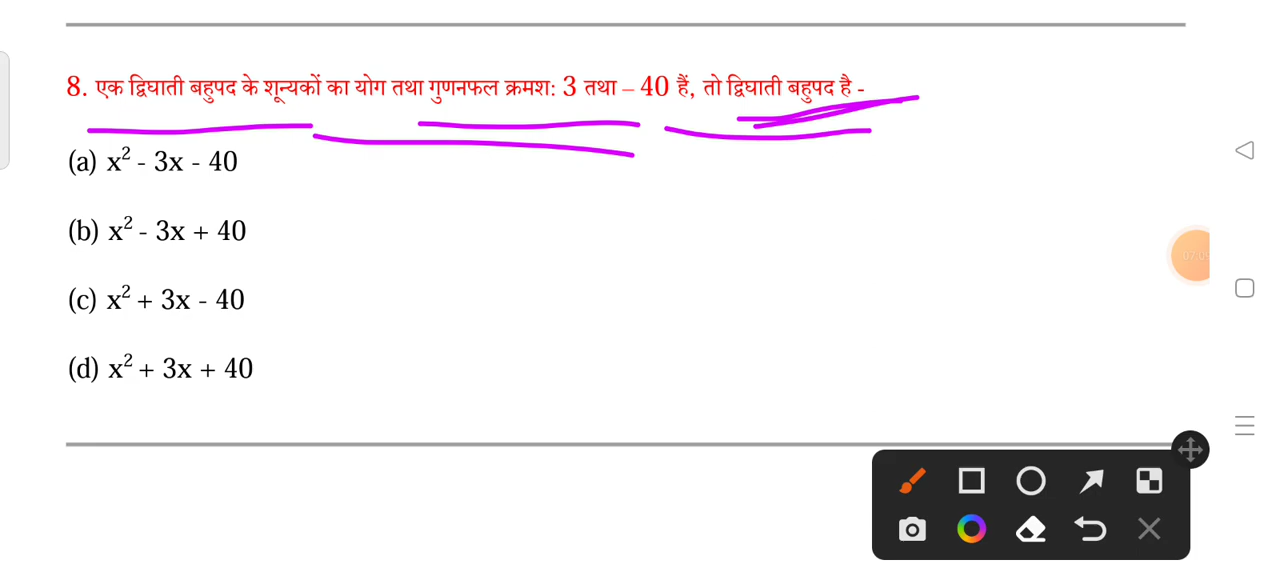 8. एक द्विघाती बहुपद के शून्यकों का योग तथा गुणनफल क्रमश: 3 तथा – 40 हैं, तो द्विघाती बहुपद है -
(a) x² - 3x - 40
(b) x² - 3x + 40
(c) x² + 3x - 40
(d) x² + 3x + 40